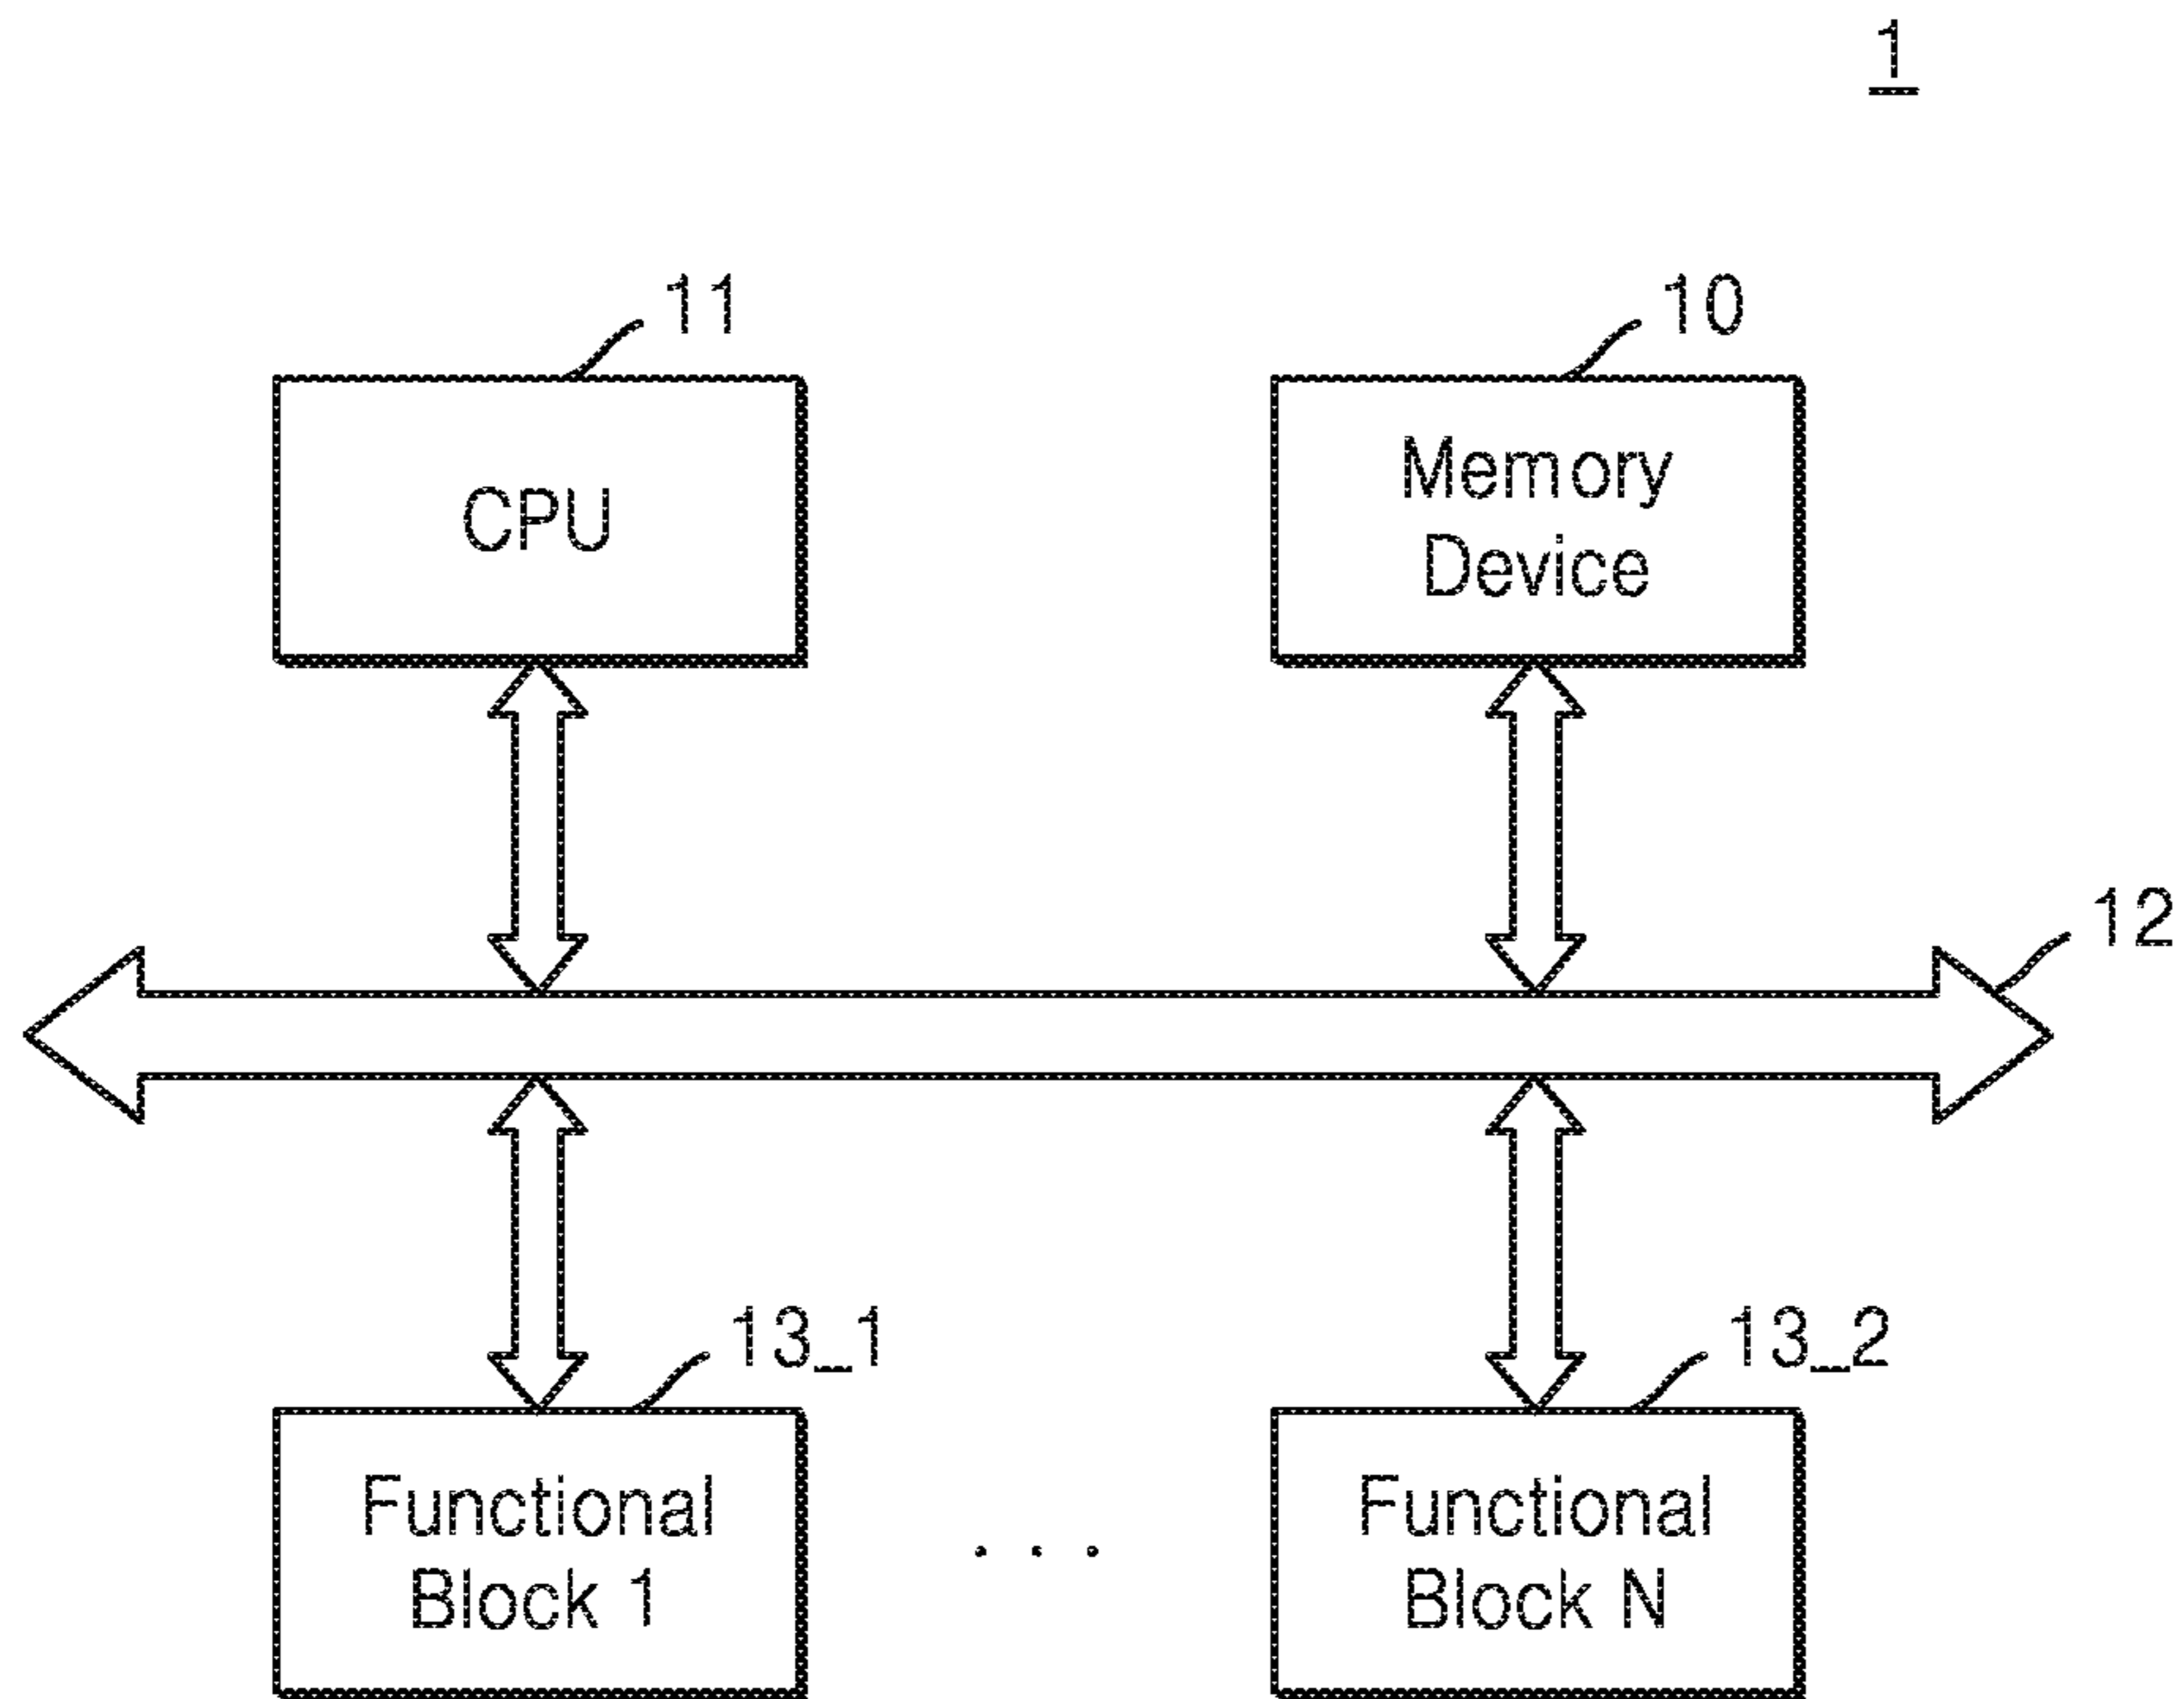 1
11
10
CPU
Memory
Device
12
13_1
13_2
Functional
Block 1
. . .
Functional
Block N